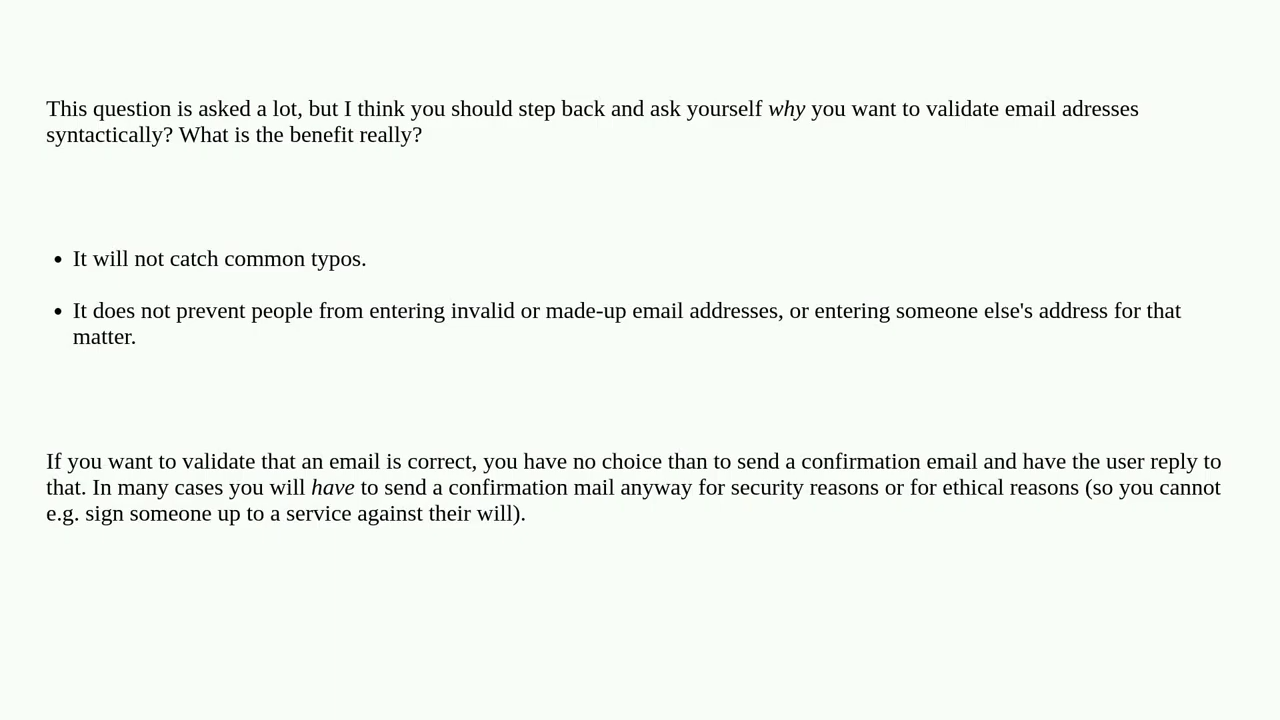 This question is asked a lot, but I think you should step back and ask yourself why you want to validate email adresses
syntactically? What is the benefit really?
• It will not catch common typos.
• It does not prevent people from entering invalid or made-up email addresses, or entering someone else's address for that
matter.
If you want to validate that an email is correct, you have no choice than to send a confirmation email and have the user reply to
that. In many cases you will have to send a confirmation mail anyway for security reasons or for ethical reasons (so you cannot
e.g. sign someone up to a service against their will).